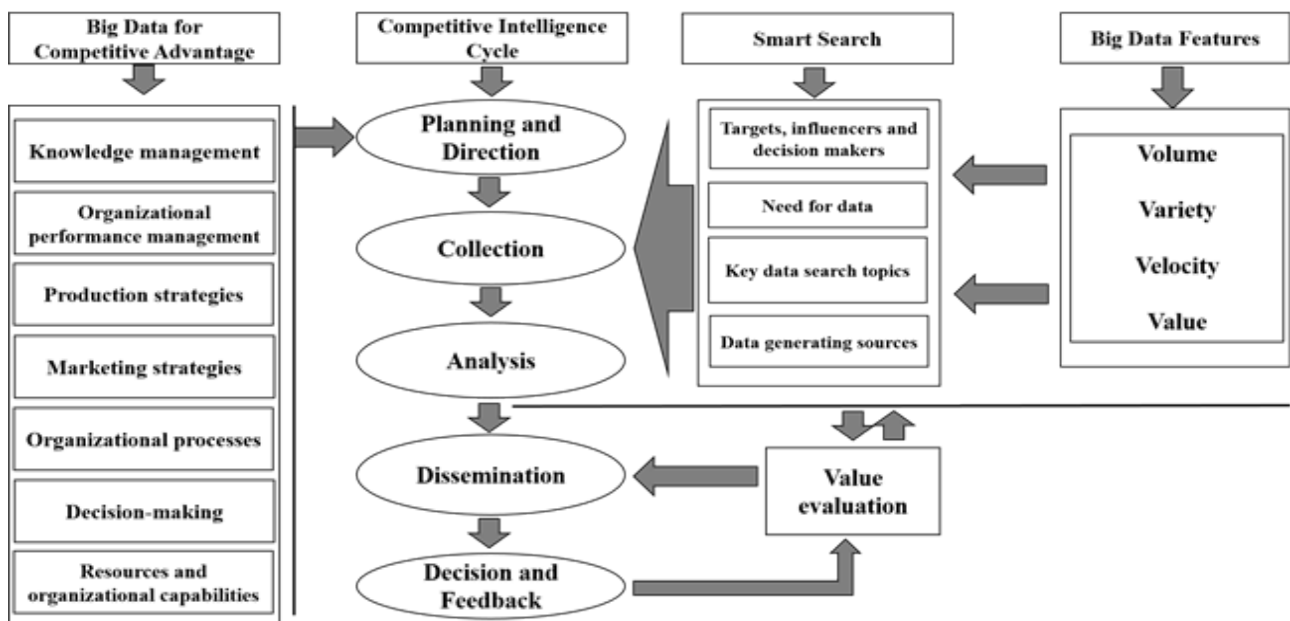 Big Data for
Competitive Advantage
Knowledge management
Organizational
performance management
Production strategies
Marketing strategies
Organizational processes
Decision-making
Resources and
organizational capabilities
Competitive Intelligence
Cycle
Planning and
Direction
Collection
Analysis
Dissemination
Decision and
Feedback
Smart Search
Targets, influencers and
decision makers
Need for data
Key data search topics
Data generating sources
Value
evaluation
Big Data Features
Volume
Variety
Velocity
Value